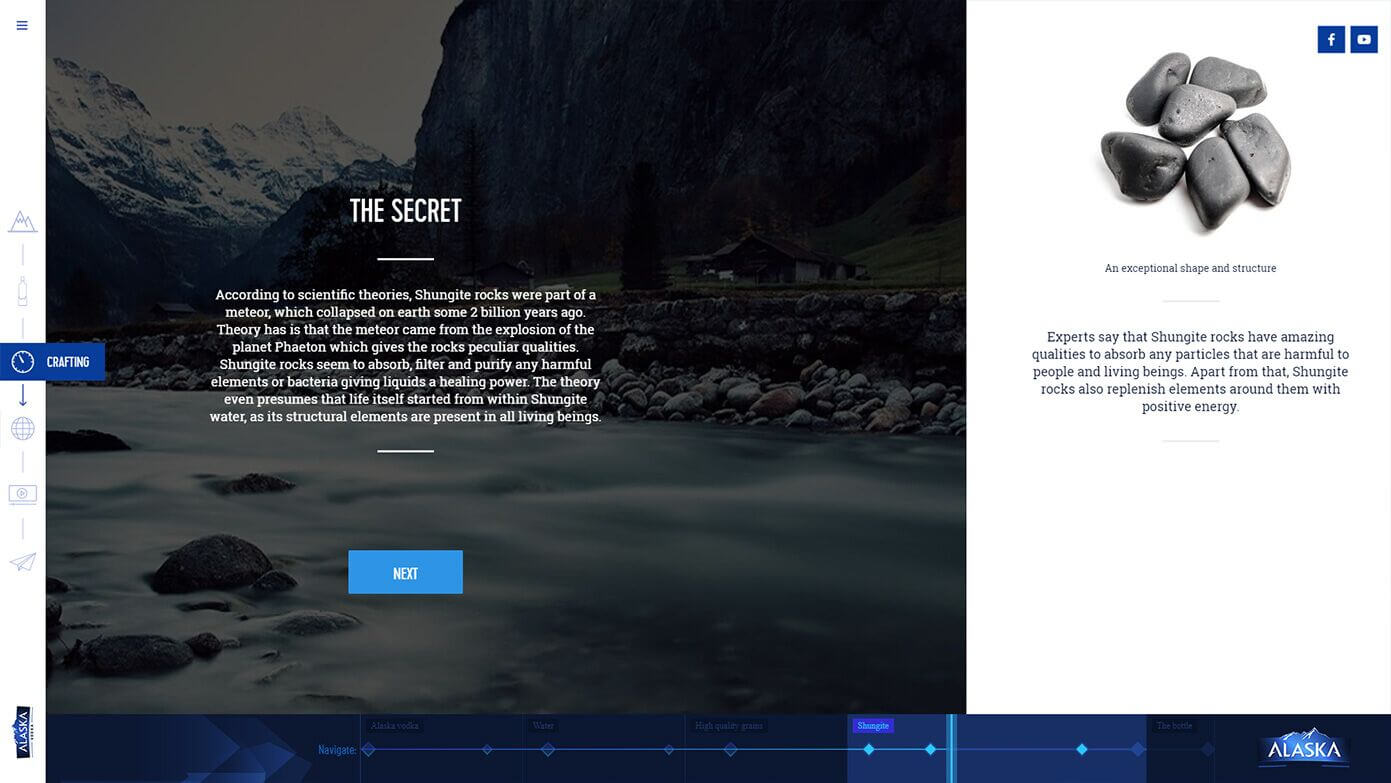 THE SECRET
According to scientific theories, Shungite rocks were part of a
meteor, which collapsed on earth some 2 billion years ago.
Theory has is that the meteor came from the explosion of the
planet Phaeton which gives the rocks peculiar qualities.
Shungite rocks seem to absorb, filter and purify any harmful
elements or bacteria giving liquids a healing power. The theory
even presumes that life itself started from within Shungite
water, as its structural elements are present in all living beings.
NEXT
CRAFTING
An exceptional shape and structure
Experts say that Shungite rocks have amazing
qualities to absorb any particles that are harmful to
people and living beings. Apart from that, Shungite
rocks also replenish elements around them with
positive energy.
ALASKA
Navigate:
Alaska vodka
Water
High quality grains
Shungite
The bottle
ALASKA